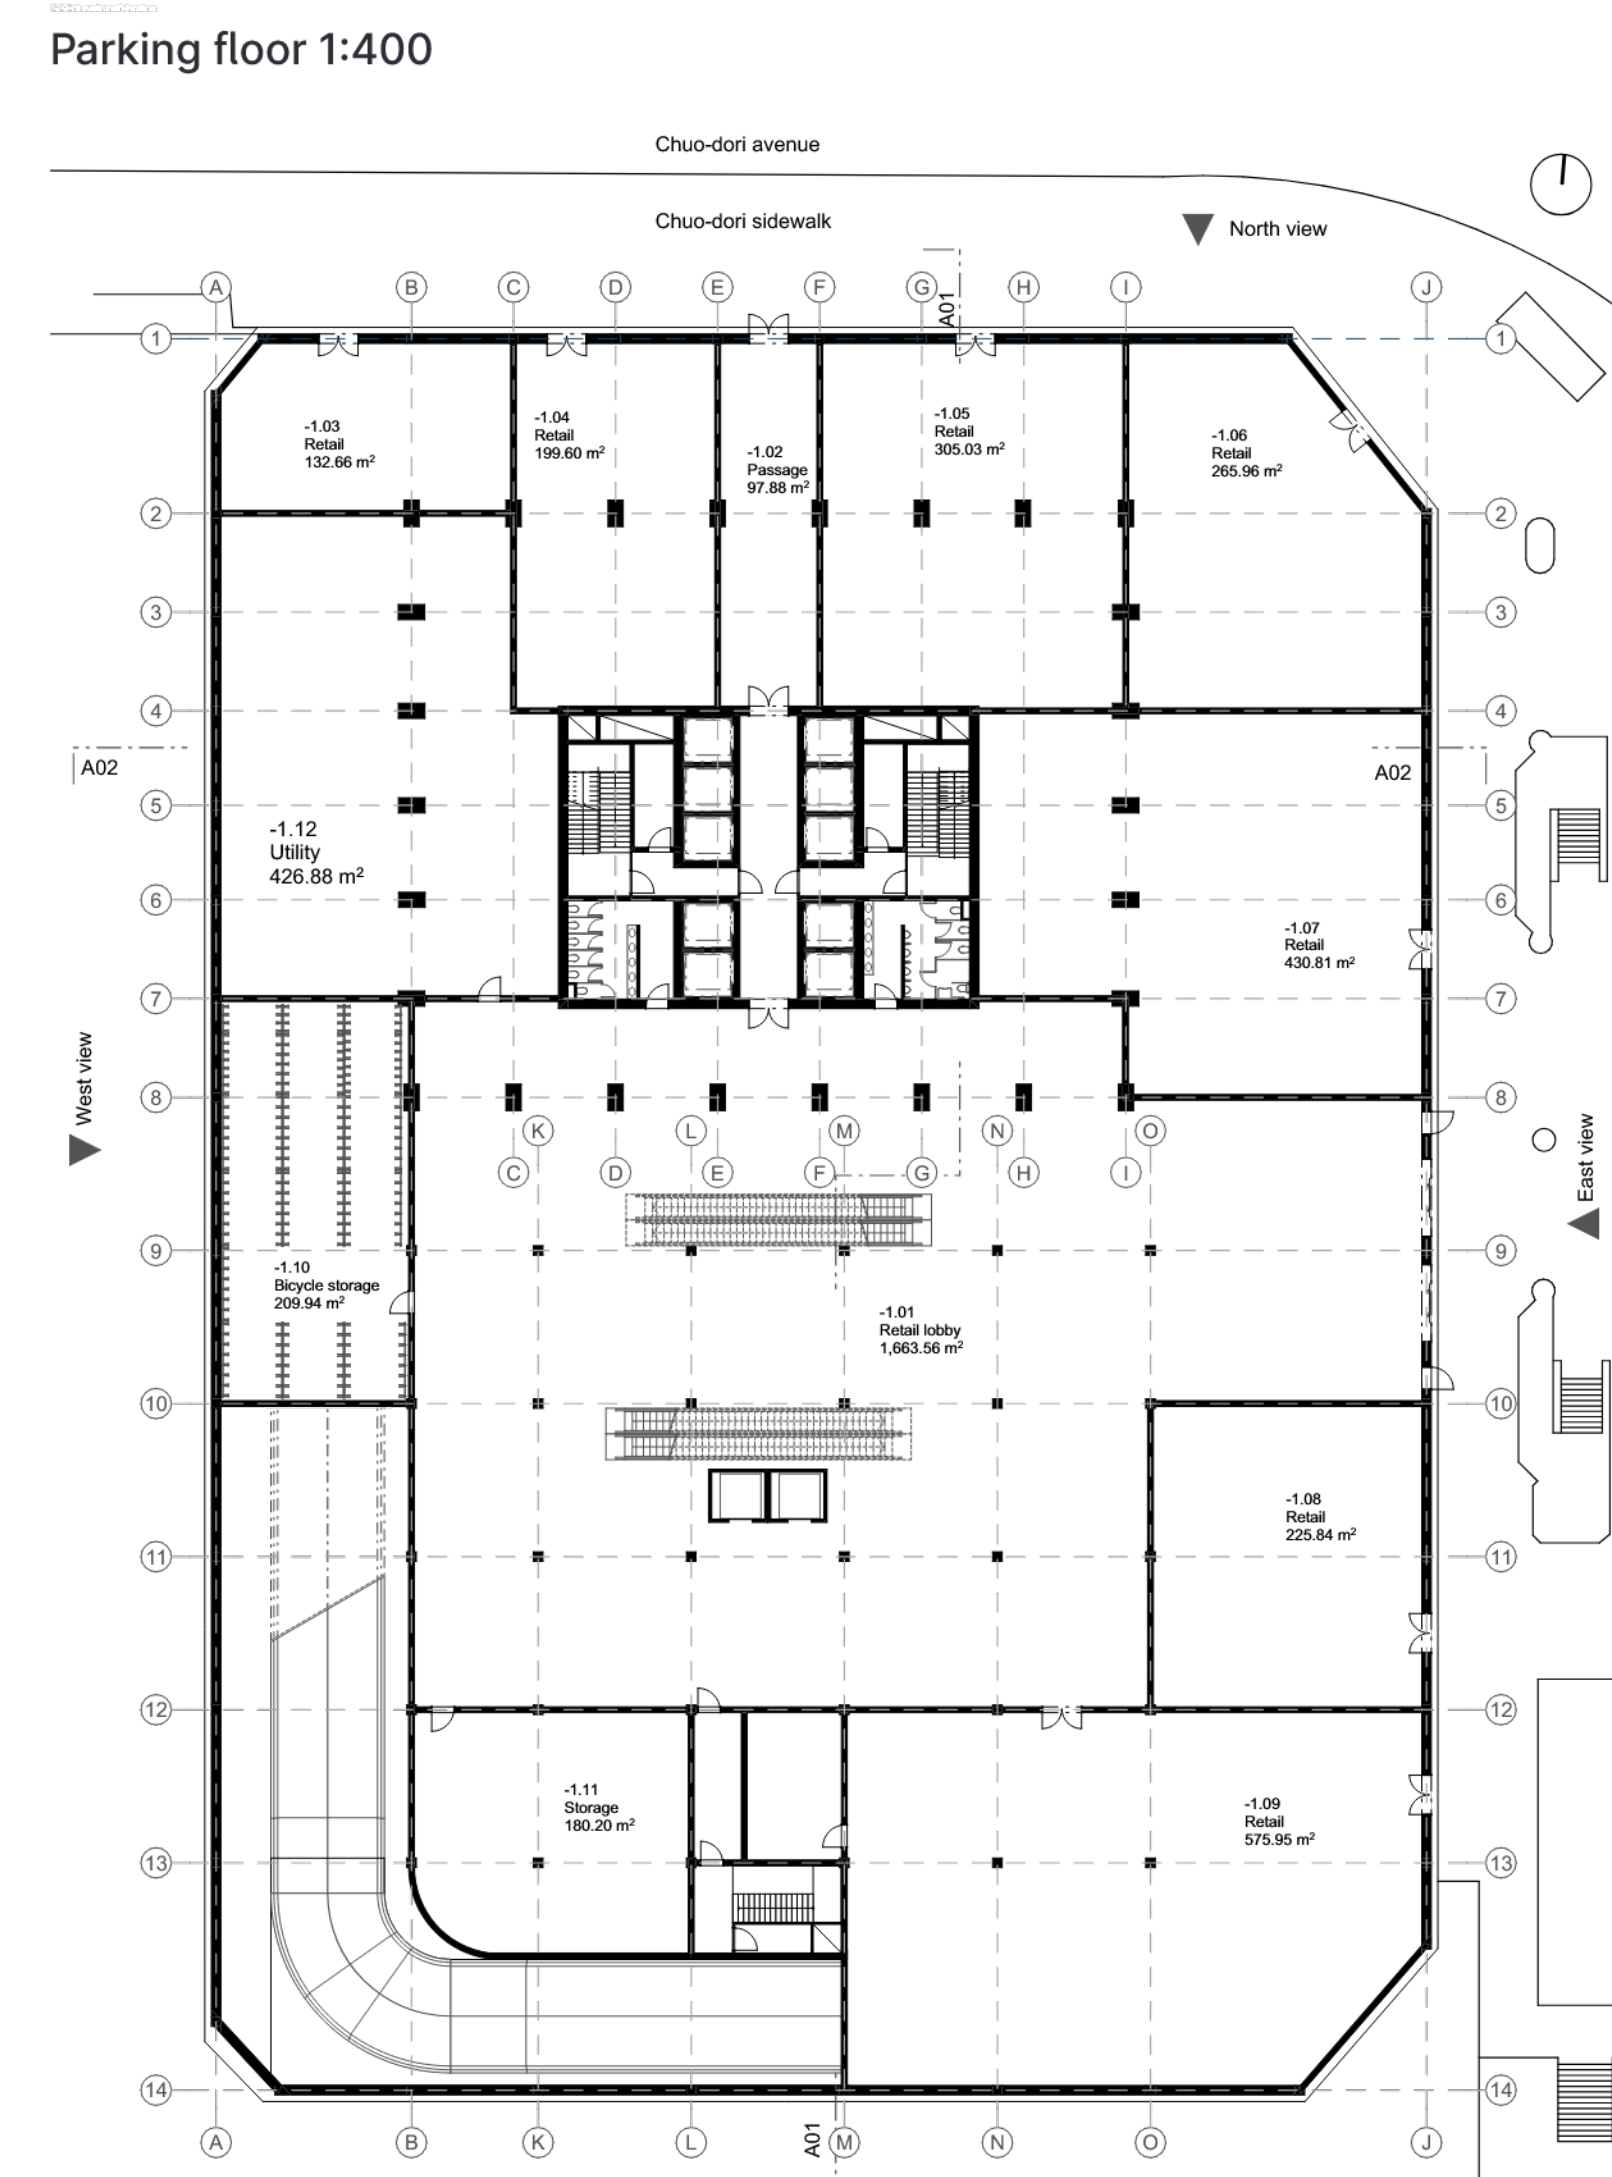 Parking floor 1:400
Chuo-dori avenue
Chuo-dori sidewalk
North view
A01
A B C D E F G H I J
1 1
-1.03
Retail
132.66 m²
-1.04
Retail
199.60 m²
-1.02
Passage
97.88 m²
-1.05
Retail
305.03 m²
-1.06
Retail
265.96 m²
2 2
3 3
4 4
A02 A02
5 5
-1.12
Utility
426.88 m²
6 6
-1.07
Retail
430.81 m²
7 7
West view
8 8
K L M N O
C D E F G H I
East view
9 9
-1.10
Bicycle storage
209.94 m²
-1.01
Retail lobby
1,663.56 m²
10 10
-1.08
Retail
225.84 m²
11 11
12 12
-1.11
Storage
180.20 m²
-1.09
Retail
575.95 m²
13 13
14 14
A01
A B K L M N O J